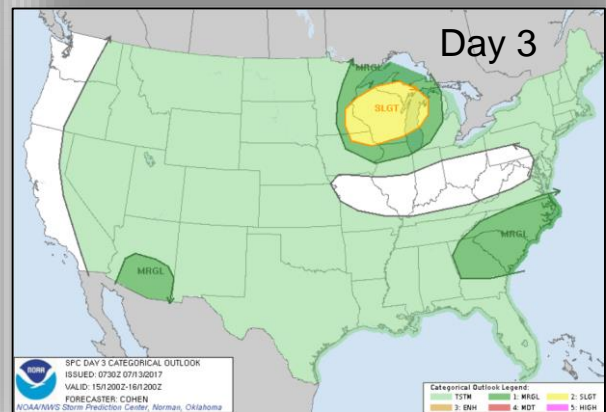 Day 3
MRGL
SLGT
MRGL
MRGL
NOAA
SPC DAY 3 CATEGORICAL OUTLOOK
ISSUED: 0730Z 07/13/2017
VALID: 15/1200Z-16/1200Z
FORECASTER: COHEN
NOAA/NWS Storm Prediction Center, Norman, Oklahoma
Categorical Outlook Legend:
TSTM 1: MRGL 2: SLGT
3: ENH 4: MDT 5: HIGH